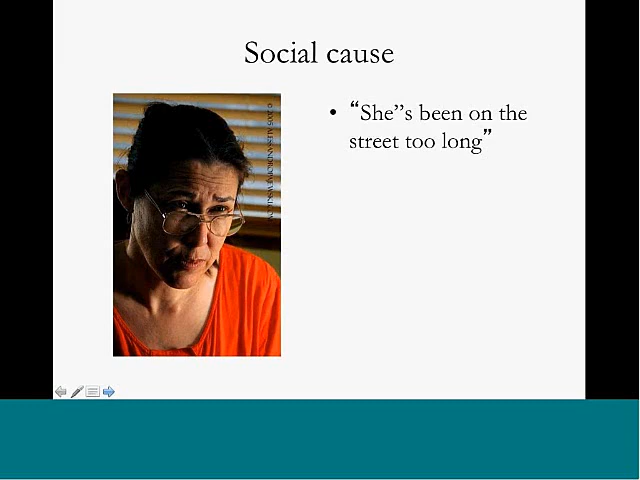 Social cause
• “She”s been on the
street too long”